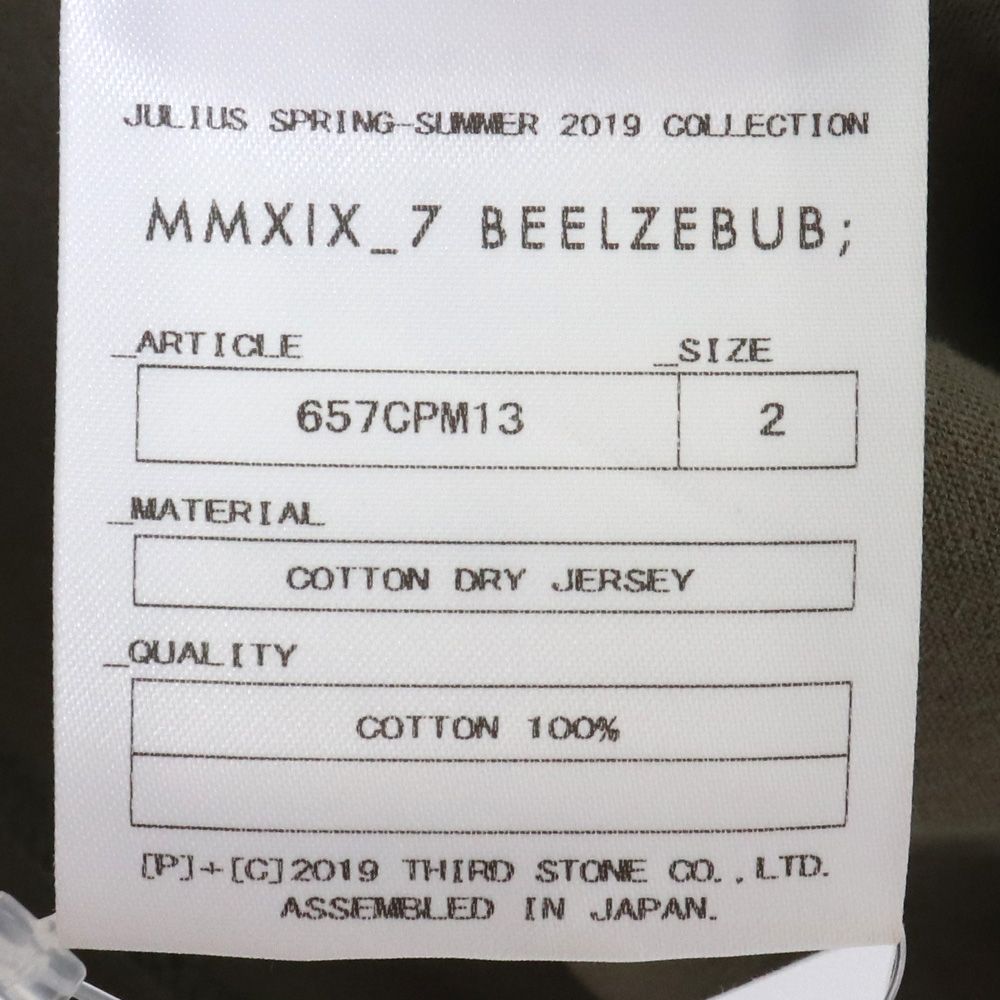 JULIUS SPRING-SUMMER 2019 COLLECTION
MMXIX_7 BEELZEBUB;
_ARTICLE _SIZE
657CPM13 2
_MATERIAL
COTTON DRY JERSEY
_QUALITY
COTTON 100%
[P]+[C]2019 THIRD STONE CO.,LTD.
ASSEMBLED IN JAPAN.